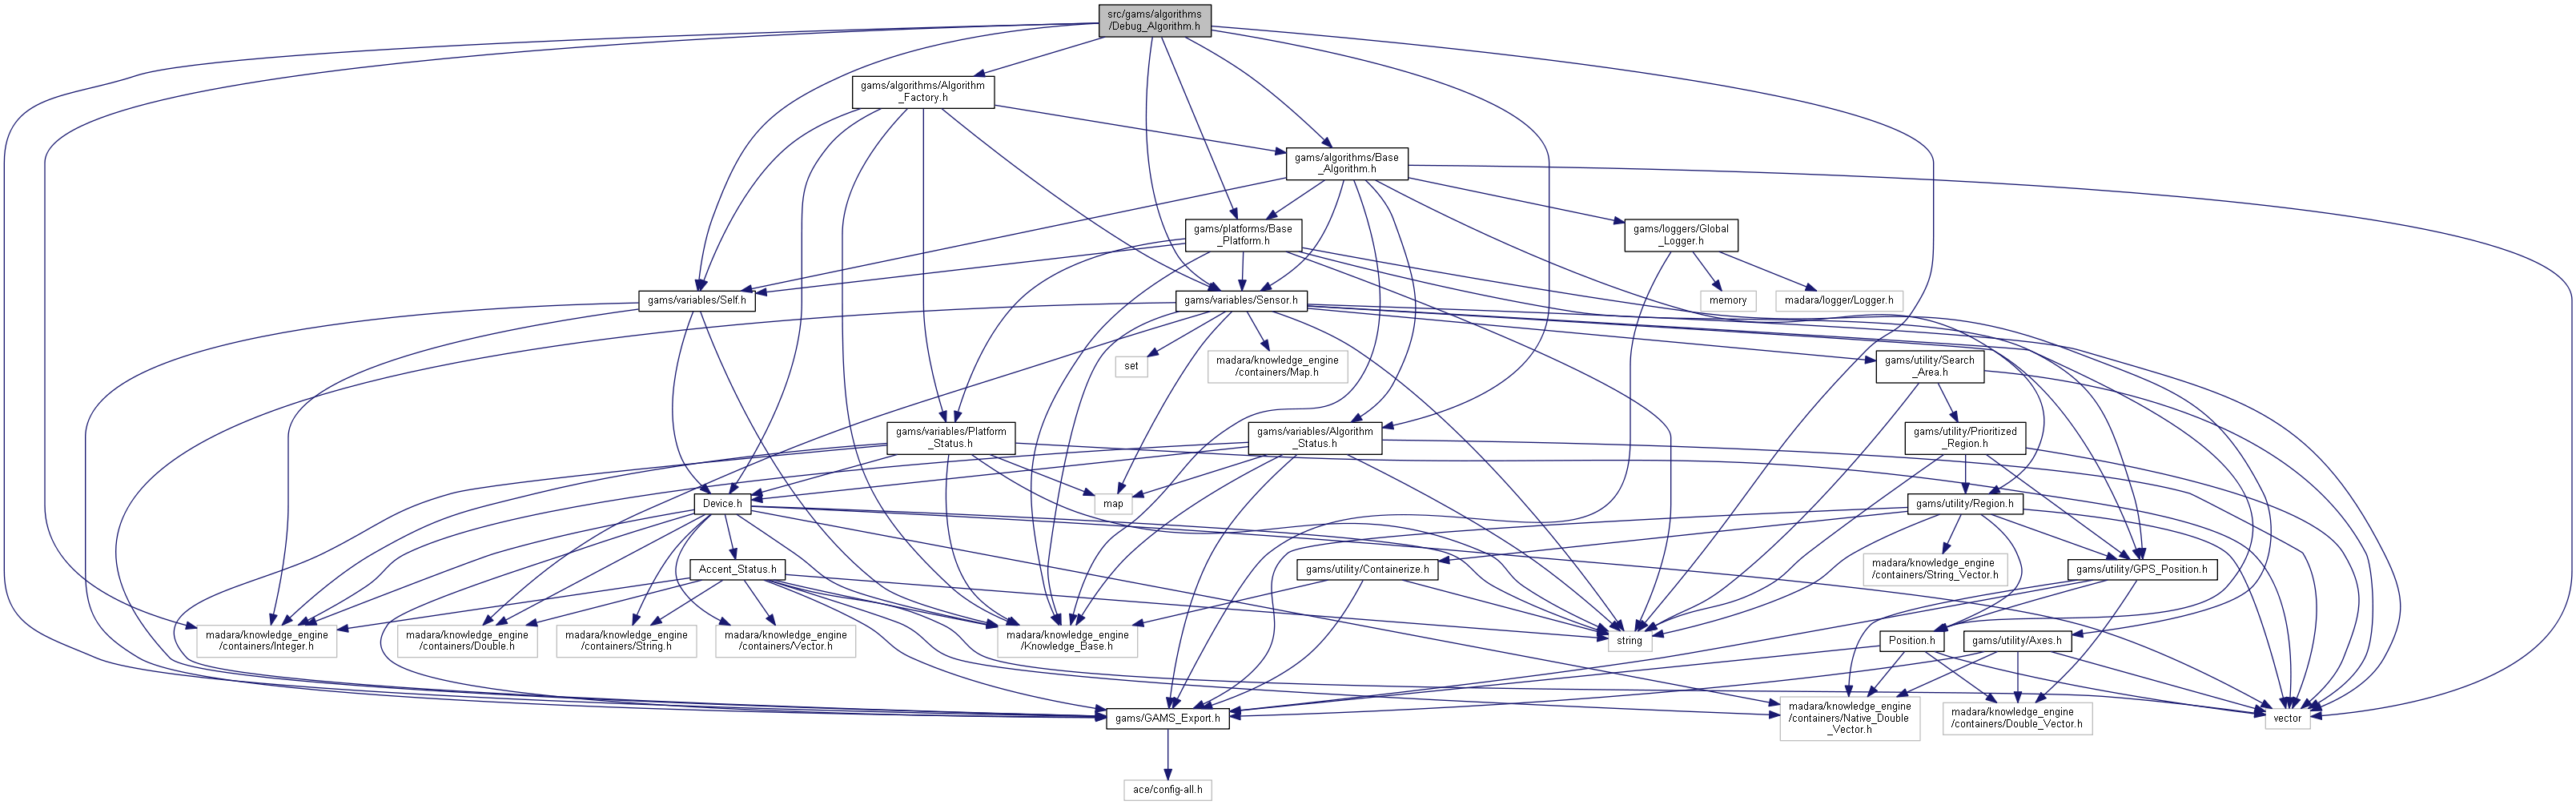 src/gams/algorithms
/Debug_Algorithm.h
gams/algorithms/Algorithm
_Factory.h
gams/algorithms/Base
_Algorithm.h
gams/platforms/Base
_Platform.h
gams/loggers/Global
_Logger.h
gams/variables/Self.h
gams/variables/Sensor.h
memory
madara/logger/Logger.h
set
madara/knowledge_engine
/containers/Map.h
gams/utility/Search
_Area.h
gams/variables/Platform
_Status.h
gams/variables/Algorithm
_Status.h
gams/utility/Prioritized
_Region.h
Device.h
map
gams/utility/Region.h
Accent_Status.h
gams/utility/Containerize.h
madara/knowledge_engine
/containers/String_Vector.h
gams/utility/GPS_Position.h
madara/knowledge_engine
/containers/Integer.h
madara/knowledge_engine
/containers/Double.h
madara/knowledge_engine
/containers/String.h
madara/knowledge_engine
/containers/Vector.h
madara/knowledge_engine
/Knowledge_Base.h
string
Position.h
gams/utility/Axes.h
gams/GAMS_Export.h
madara/knowledge_engine
/containers/Native_Double
_Vector.h
madara/knowledge_engine
/containers/Double_Vector.h
vector
ace/config-all.h